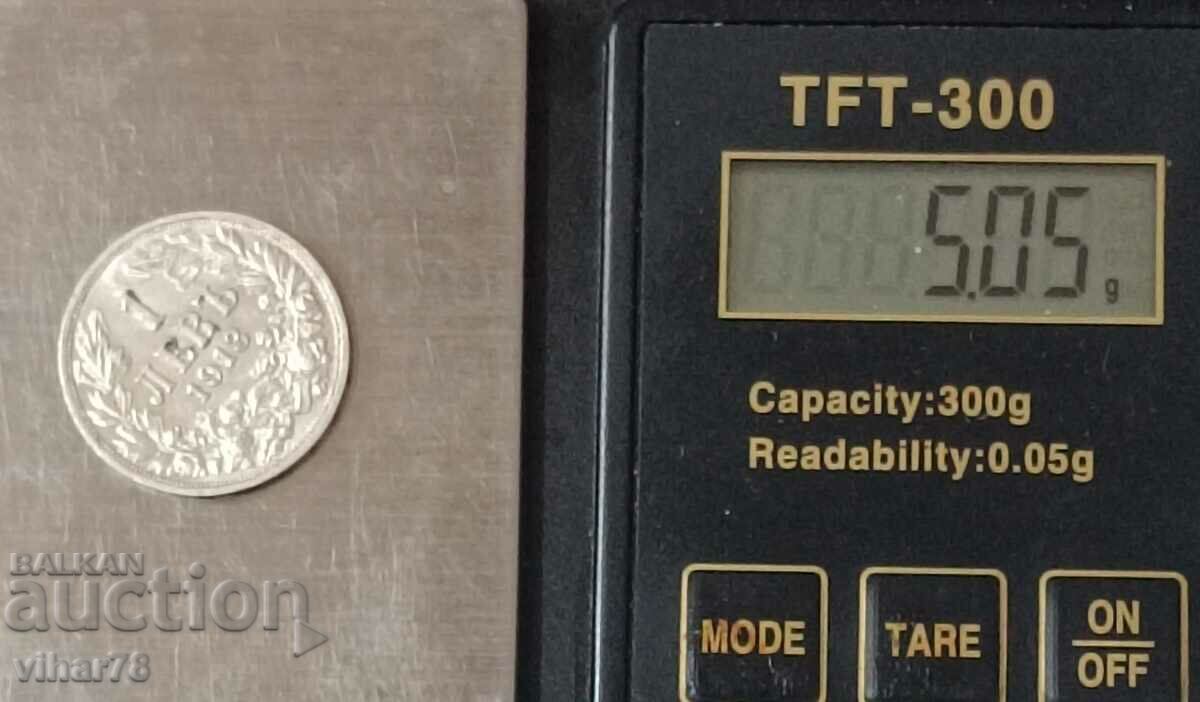 1
ЛЕВЪ
1913
TFT-300
5.05 g
Capacity:300g
Readability:0.05g
MODE
TARE
ON
OFF
BALKAN
auction
vihar78